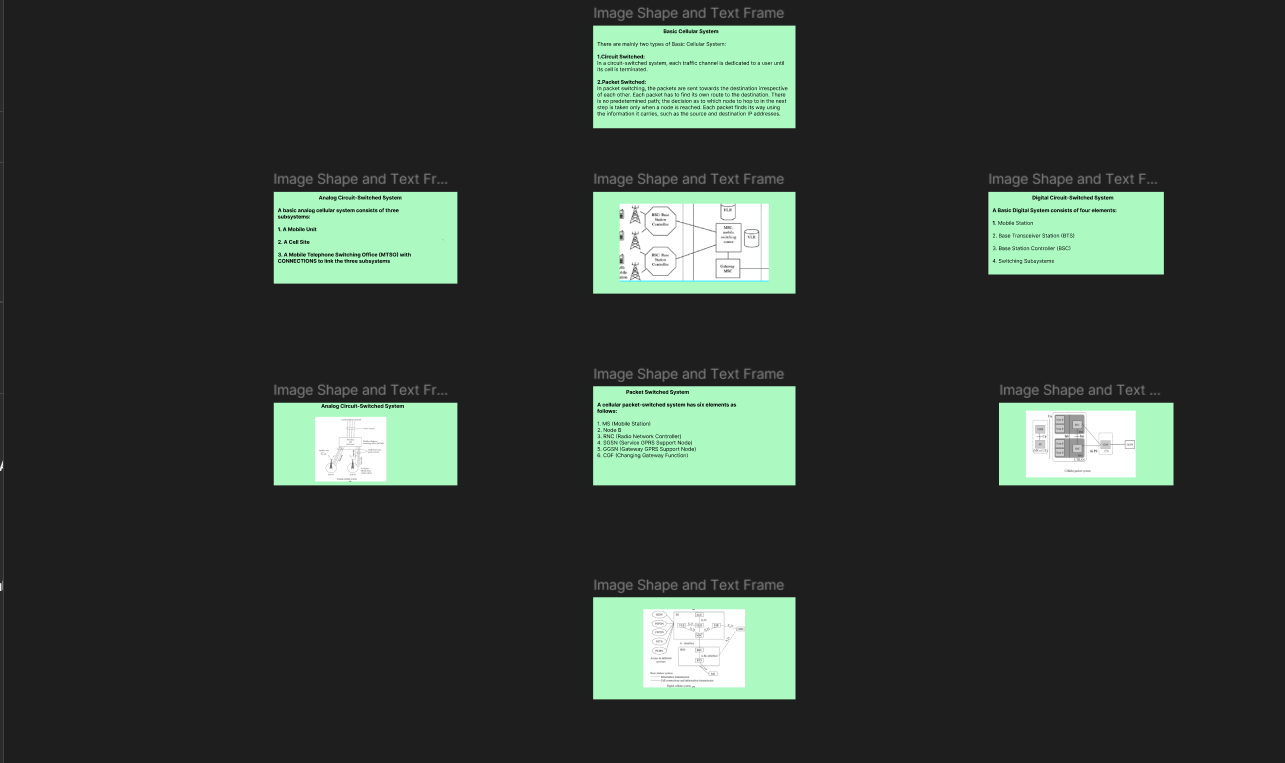 Image Shape and Text Frame
Basic Cellular System
There are mainly two types of Basic Cellular System:
1.Circuit Switched:
In a circuit-switched system, each traffic channel is dedicated to a user until
its cell is terminated.
2.Packet Switched:
In packet switching, the packets are sent towards the destination irrespective
of each other. Each packet has to find its own route to the destination. There
is no predetermined path; the decision as to which node to hop to in the next
step is taken only when a node is reached. Each packet finds its way using
the information it carries, such as the source and destination IP addresses.
Image Shape and Text Fr...
Analog Circuit-Switched System
A basic analog cellular system consists of three
subsystems:
1. A Mobile Unit
2. A Cell Site
3. A Mobile Telephone Switching Office (MTSO) with
CONNECTIONS to link the three subsystems
Image Shape and Text Frame
BSC: Base
Station
Controller
BSC: Base
Station
Controller
MSC:
mobile
switching
center
VLR
Gateway
MSC
Image Shape and Text F...
Digital Circuit-Switched System
A Basic Digital System consists of four elements:
1. Mobile Station
2. Base Transceiver Station (BTS)
3. Base Station Controller (BSC)
4. Switching Subsystems
Image Shape and Text Fr...
Analog Circuit-Switched System
Image Shape and Text Frame
Packet Switched System
A cellular packet-switched system has six elements as
follows:
1. MS (Mobile Station)
2. Node B
3. RNC (Radio Network Controller)
4. SGSN (Service GPRS Support Node)
5. GGSN (Gateway GPRS Support Node)
6. CGF (Changing Gateway Function)
Image Shape and Text ...
Image Shape and Text Frame